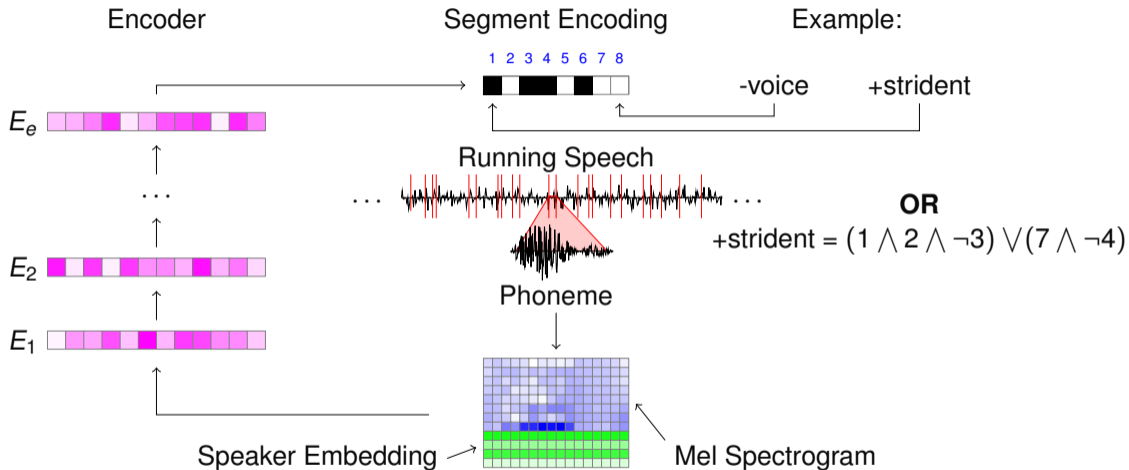 Encoder
Segment Encoding
Example:
1 2 3 4 5 6 7 8
-voice
+strident
Eₑ
Running Speech
...
... ...
OR
+strident = (1 ⋀ 2 ⋀ ¬3) ⋁(7 ⋀ ¬4)
E₂
Phoneme
E₁
Speaker Embedding
Mel Spectrogram